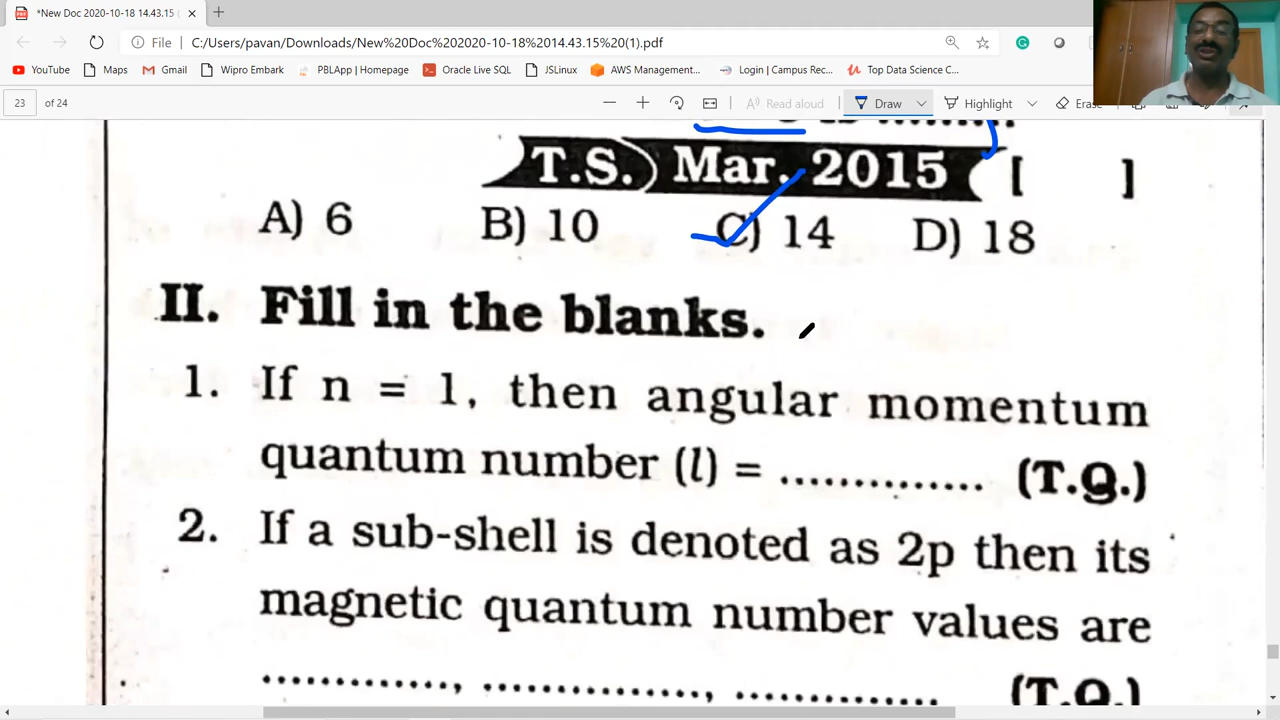 *New Doc 2020-10-18 14.43.15 (
File
C:/Users/pavan/Downloads/New%20Doc%202020-10-18%2014.43.15%20(1).pdf
YouTube Maps Gmail Wipro Embark PBLApp | Homepage Oracle Live SQL JSLinux AWS Management... Login | Campus Rec... Top Data Science C...
23 of 24 Read aloud Draw Highlight Erase
T.S. Mar. 2015 [ ]
A) 6 B) 10 C) 14 D) 18
II. Fill in the blanks.
1. If n = 1, then angular momentum
quantum number (l) = .............. (T.Q.)
2. If a sub-shell is denoted as 2p then its
magnetic quantum number values are
............., ..............., .............. (T.Q.)